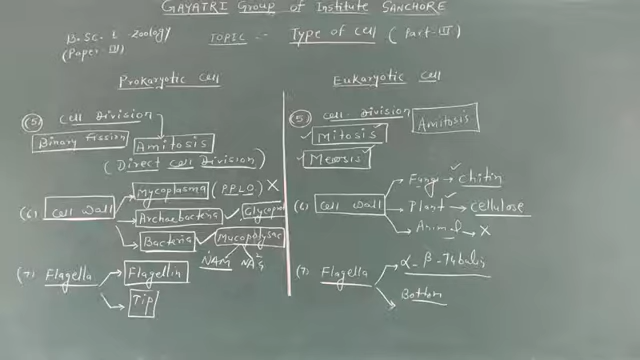 GAYATRI Group of Institute SANCHORE
B.SC-I Zoology
(Paper-III)
TOPIC :- Type of cell (Part-III)
Prokaryotic cell
(5) Cell Division
Binary fission
Amitosis
(Direct cell Division)
(6) Cell Wall
Mycoplasma (PPLO) X
Archaebacteria Glycoprot
Bacteria Mucopolysac
NAM NAG
(7) Flagella
Flagellin
Tip
Eukaryotic cell
(5) Cell Division
Amitosis
Mitosis
Meiosis
(6) Cell Wall
Fungi → chitin
Plant → cellulose
Animal → X
(7) Flagella
α-β-Tubulin
Bottom